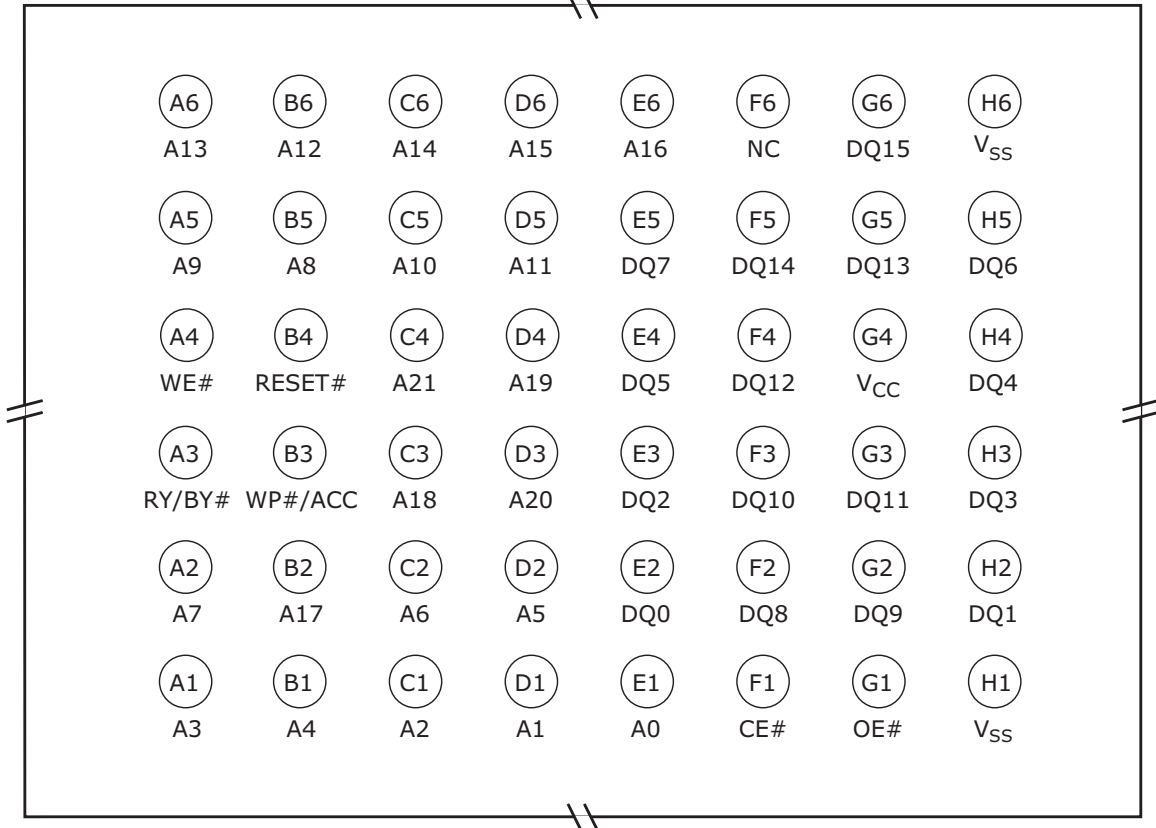 A6 B6 C6 D6 E6 F6 G6 H6
A13 A12 A14 A15 A16 NC DQ15 VSS
A5 B5 C5 D5 E5 F5 G5 H5
A9 A8 A10 A11 DQ7 DQ14 DQ13 DQ6
A4 B4 C4 D4 E4 F4 G4 H4
WE# RESET# A21 A19 DQ5 DQ12 VCC DQ4
A3 B3 C3 D3 E3 F3 G3 H3
RY/BY# WP#/ACC A18 A20 DQ2 DQ10 DQ11 DQ3
A2 B2 C2 D2 E2 F2 G2 H2
A7 A17 A6 A5 DQ0 DQ8 DQ9 DQ1
A1 B1 C1 D1 E1 F1 G1 H1
A3 A4 A2 A1 A0 CE# OE# VSS